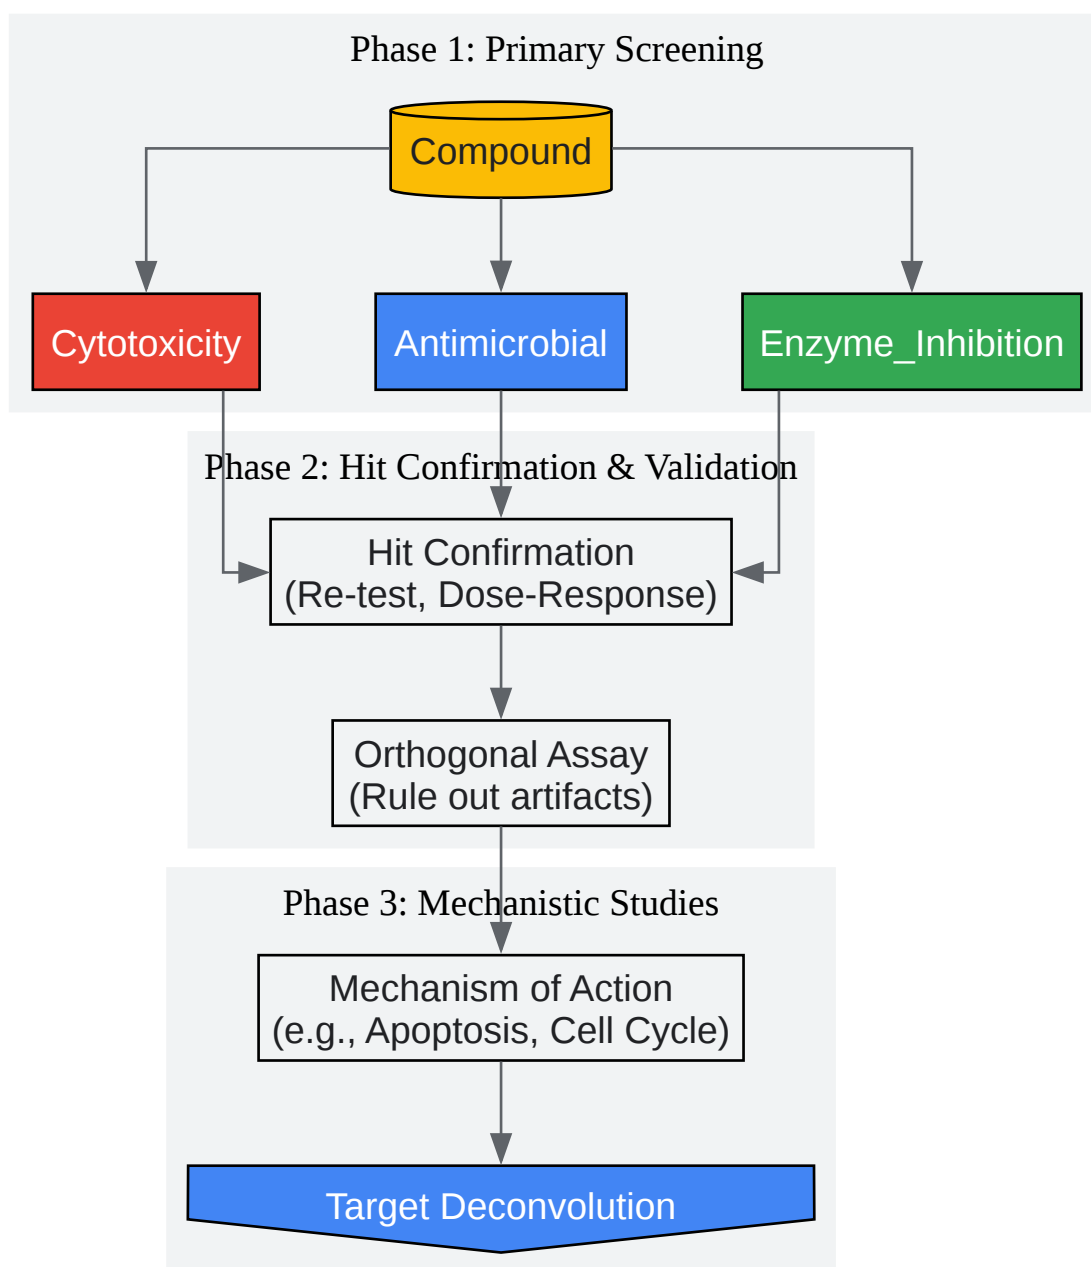 Phase 1: Primary Screening
Compound
Cytotoxicity
Antimicrobial
Enzyme_Inhibition
Phase 2: Hit Confirmation & Validation
Hit Confirmation
(Re-test, Dose-Response)
Orthogonal Assay
(Rule out artifacts)
Phase 3: Mechanistic Studies
Mechanism of Action
(e.g., Apoptosis, Cell Cycle)
Target Deconvolution